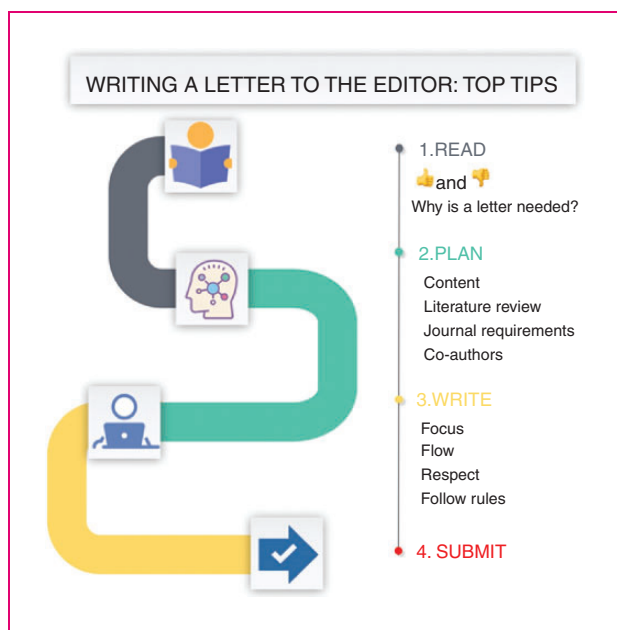 WRITING A LETTER TO THE EDITOR: TOP TIPS
1.READ
👍and 👎
Why is a letter needed?
2.PLAN
Content
Literature review
Journal requirements
Co-authors
3.WRITE
Focus
Flow
Respect
Follow rules
4. SUBMIT